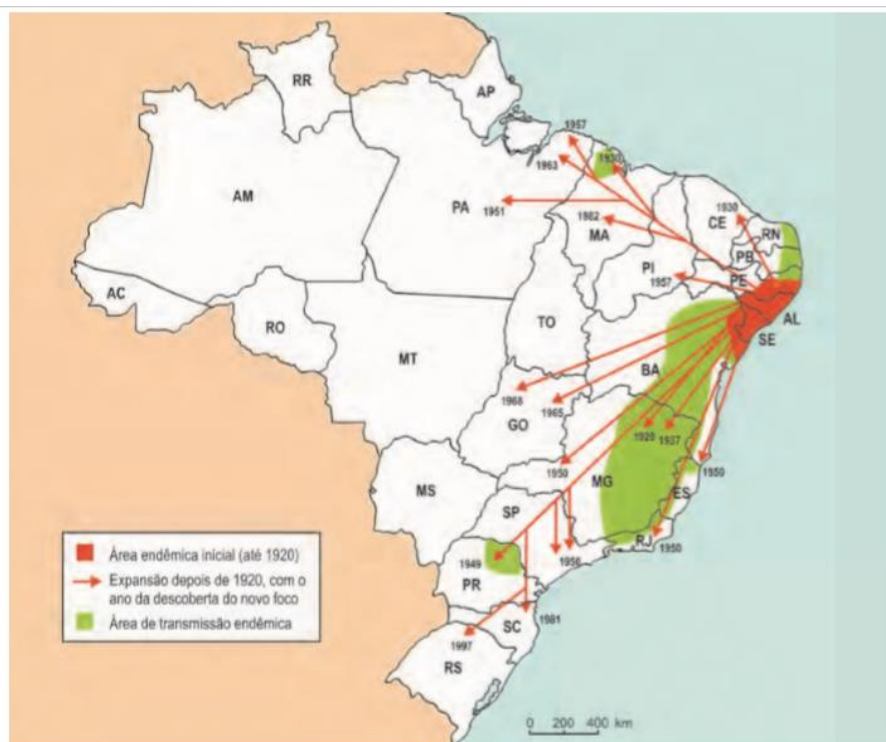 RR
AP
1957
1963
1930
AM
PA
1951
1982
MA
CE
1930
RN
PB
PI
PE
1957
AC
AL
TO
RO
SE
MT
BA
1968
1965
GO
1920
1937
1950
MG
1950
MS
ES
SP
RJ
1950
1949
1956
PR
1981
SC
1997
RS
Área endêmica inicial (até 1920)
Expansão depois de 1920, com o
ano da descoberta do novo foco
Área de transmissão endêmica
0 200 400 km